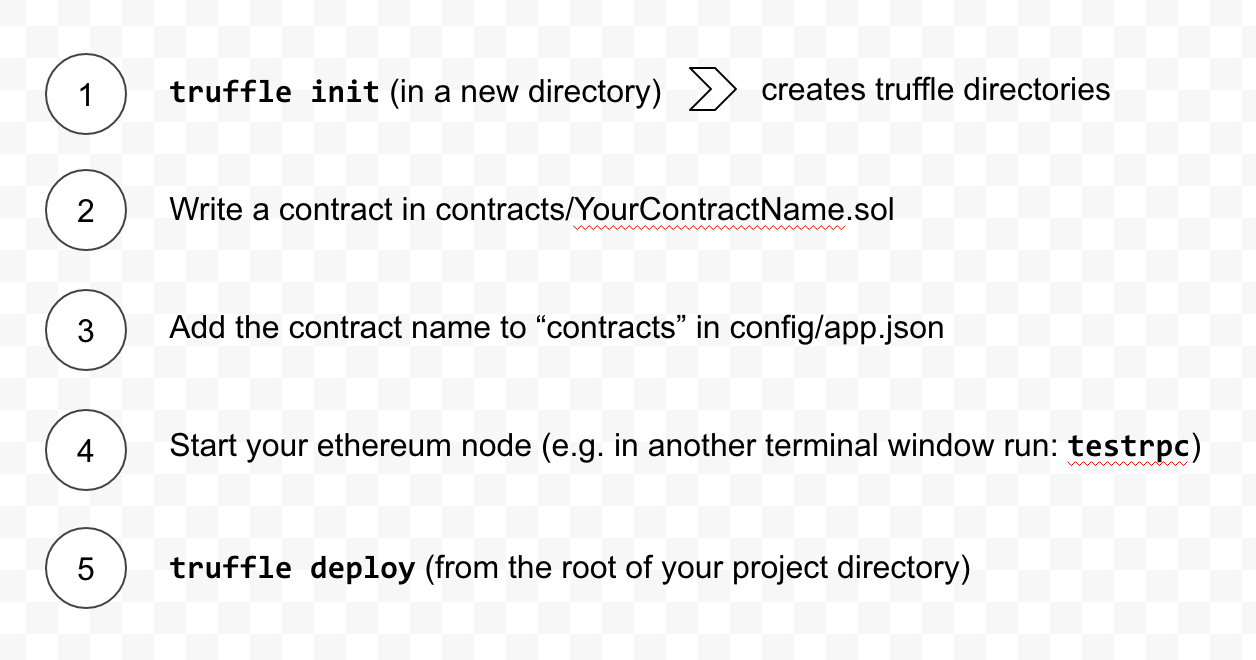 1 truffle init (in a new directory) creates truffle directories
2 Write a contract in contracts/YourContractName.sol
3 Add the contract name to “contracts” in config/app.json
4 Start your ethereum node (e.g. in another terminal window run: testrpc)
5 truffle deploy (from the root of your project directory)